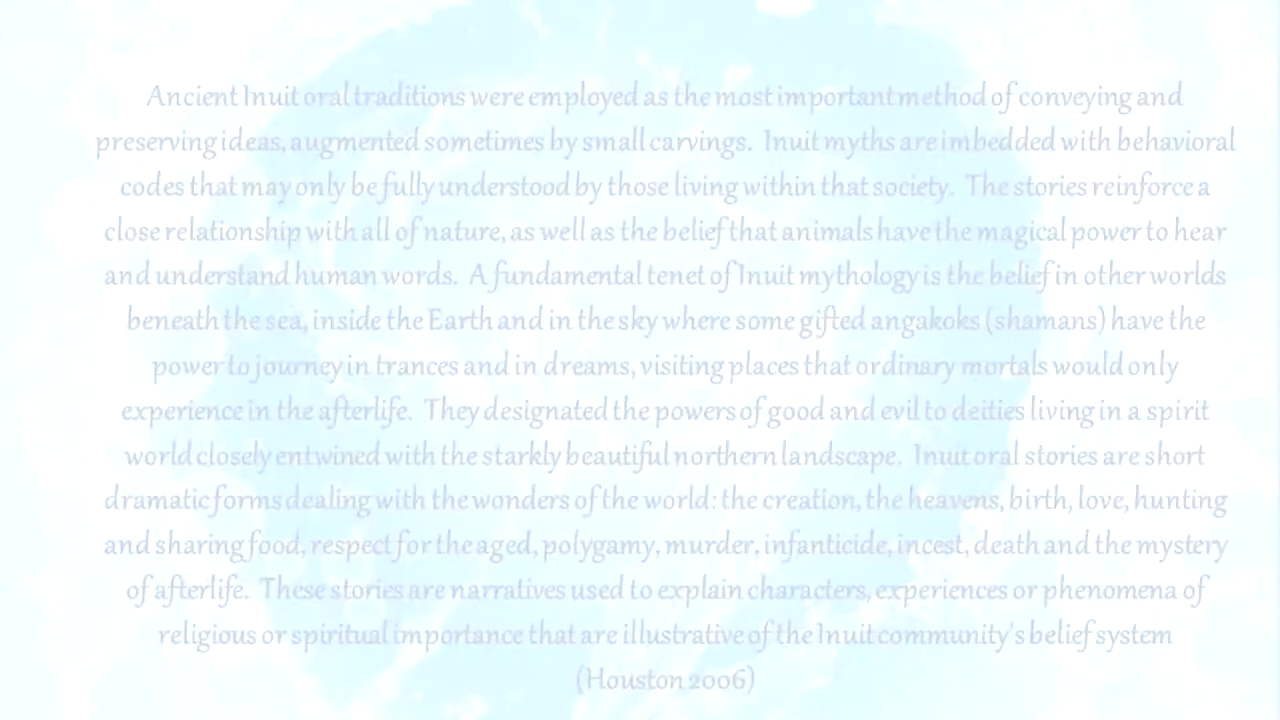 Ancient Inuit oral traditions were employed as the most important method of conveying and
preserving ideas, augmented sometimes by small carvings.  Inuit myths are imbedded with behavioral
codes that may only be fully understood by those living within that society.  The stories reinforce a
close relationship with all of nature, as well as the belief that animals have the magical power to hear
and understand human words.  A fundamental tenet of Inuit mythology is the belief in other worlds
beneath the sea, inside the Earth and in the sky where some gifted angakoks (shamans) have the
power to journey in trances and in dreams, visiting places that ordinary mortals would only
experience in the afterlife.  They designated the powers of good and evil to deities living in a spirit
world closely entwined with the starkly beautiful northern landscape.  Inuit oral stories are short
dramatic forms dealing with the wonders of the world: the creation, the heavens, birth, love, hunting
and sharing food, respect for the aged, polygamy, murder, infanticide, incest, death and the mystery
of afterlife.  These stories are narratives used to explain characters, experiences or phenomena of
religious or spiritual importance that are illustrative of the Inuit community's belief system
(Houston 2006)